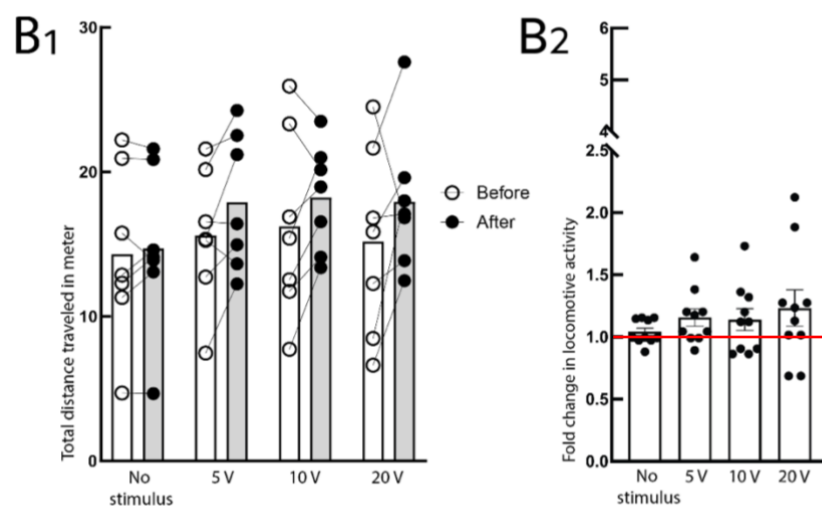 B1
Total distance traveled in meter
30
20
10
0
No
stimulus
5 V
10 V
20 V
Before
After
B2
Fold change in locomotive activity
6
5
4
2.5
2.0
1.5
1.0
0.5
0.0
No
stimulus
5 V
10 V
20 V